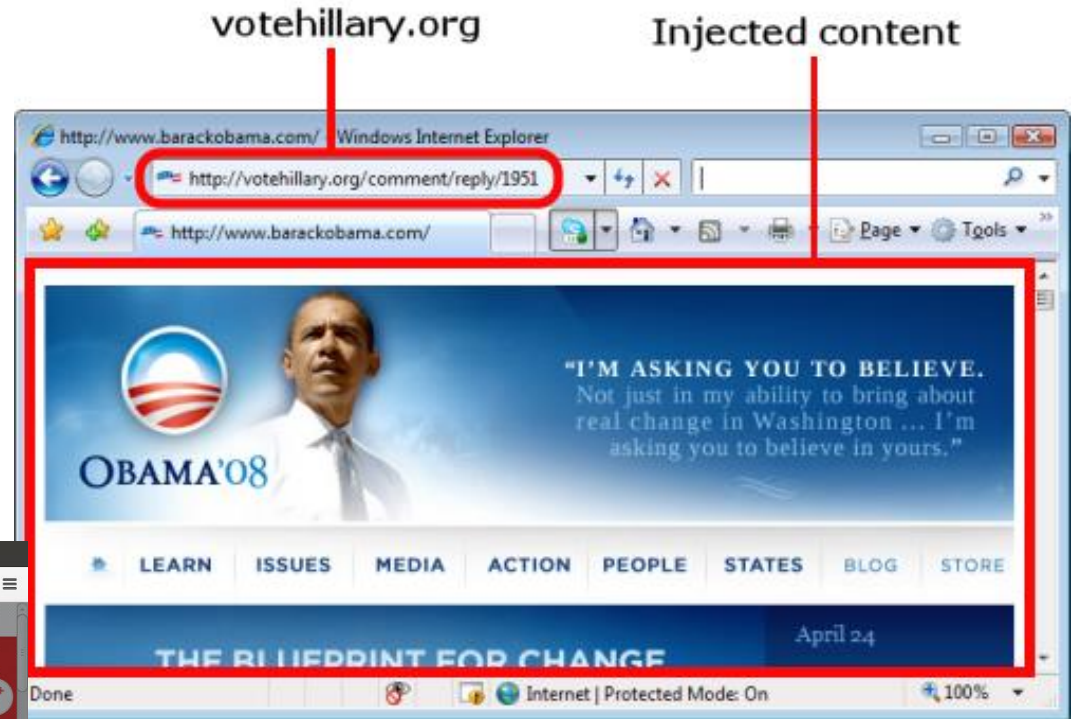 votehillary.org
Injected content
http://www.barackobama.com/ - Windows Internet Explorer
http://votehillary.org/comment/reply/1951
http://www.barackobama.com/
Page
Tools
"I'M ASKING YOU TO BELIEVE.
Not just in my ability to bring about
real change in Washington ... I'm
asking you to believe in yours."
OBAMA'08
LEARN ISSUES MEDIA ACTION PEOPLE STATES BLOG STORE
April 24
THE BLUEPRINT FOR CHANGE
Done
Internet | Protected Mode: On
100%